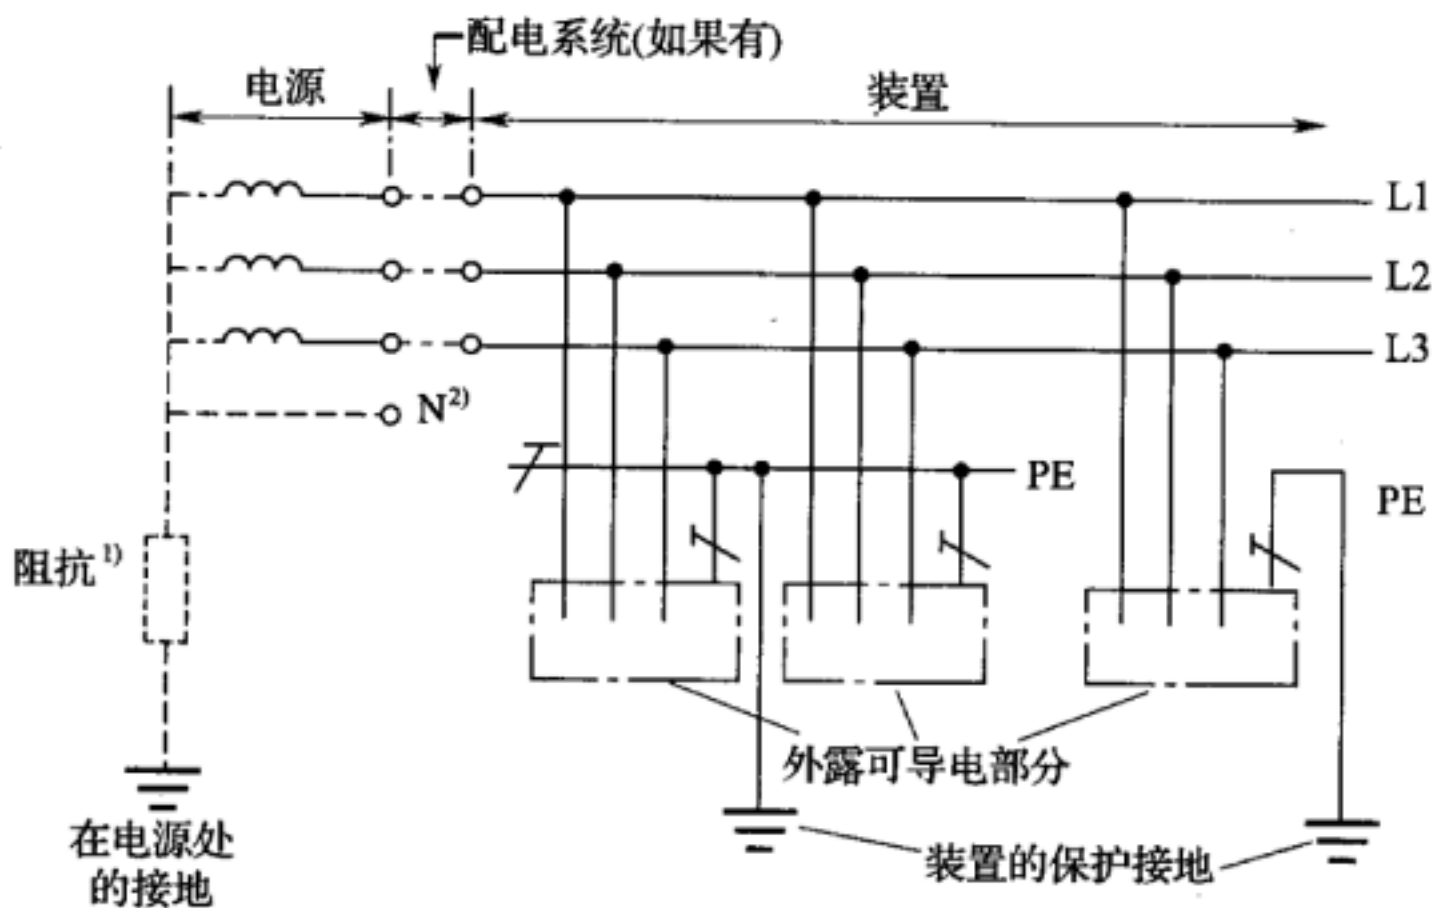 配电系统(如果有)
电源
装置
L1
L2
L3
N²⁾
PE
PE
阻抗¹⁾
外露可导电部分
在电源处
的接地
装置的保护接地